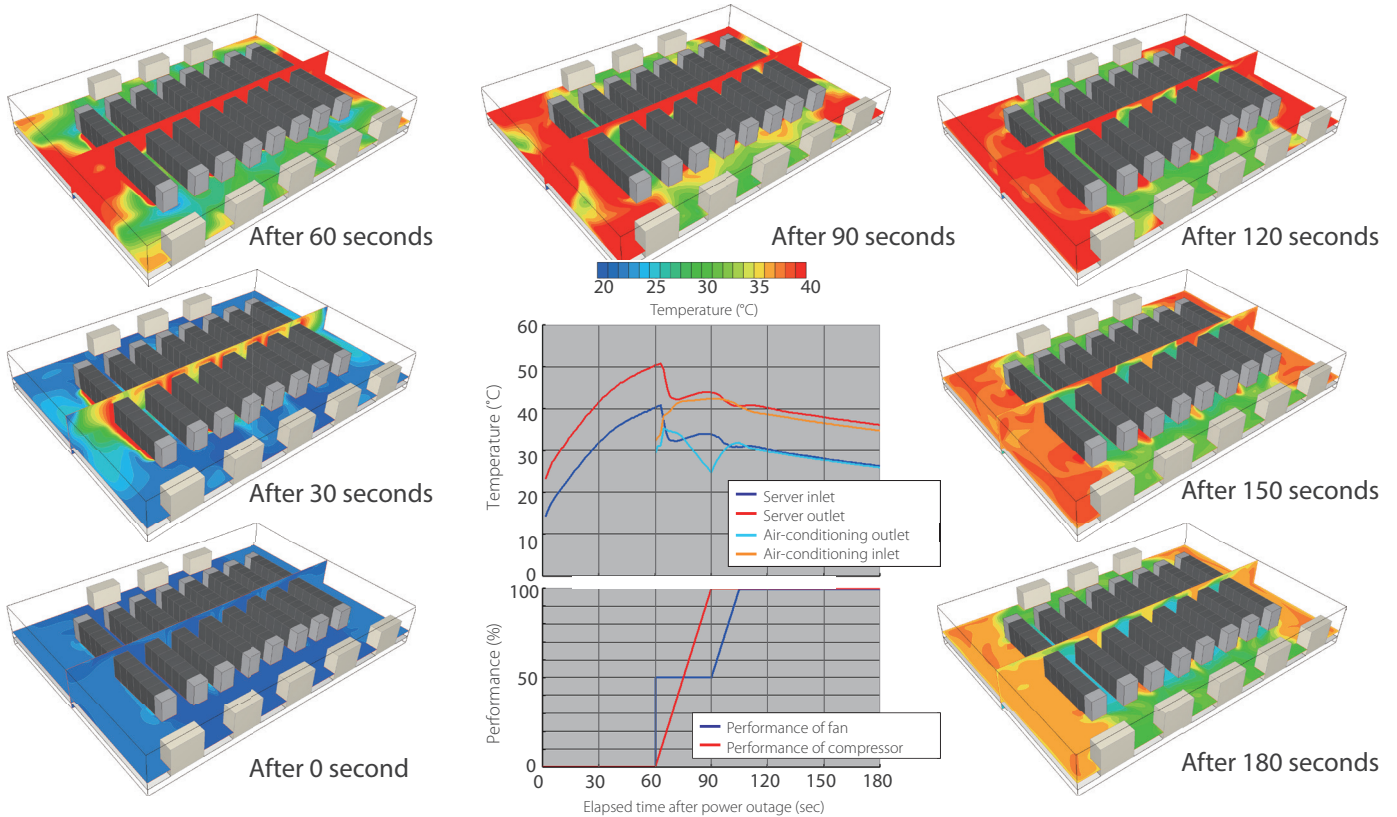 After 60 seconds
After 90 seconds
After 120 seconds
20 25 30 35 40
Temperature (°C)
After 30 seconds
After 150 seconds
After 0 second
After 180 seconds
Temperature (°C)
60
50
40
30
20
10
0
Server inlet
Server outlet
Air-conditioning outlet
Air-conditioning inlet
Performance (%)
100
50
0
Performance of fan
Performance of compressor
0 30 60 90 120 150 180
Elapsed time after power outage (sec)